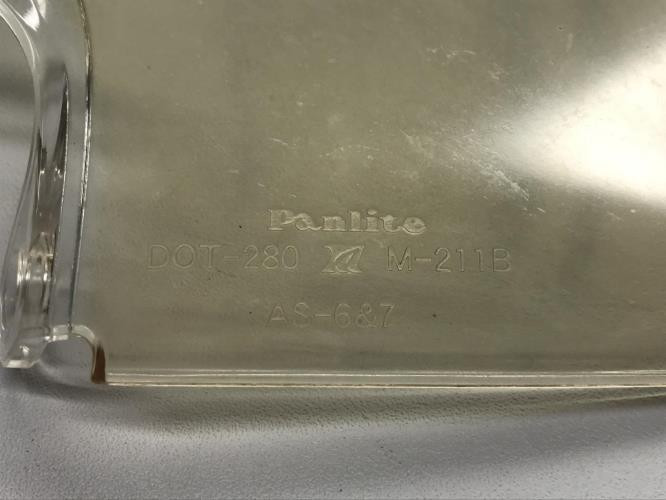 Panlite
DOT-280 M-211B
AS-6&7